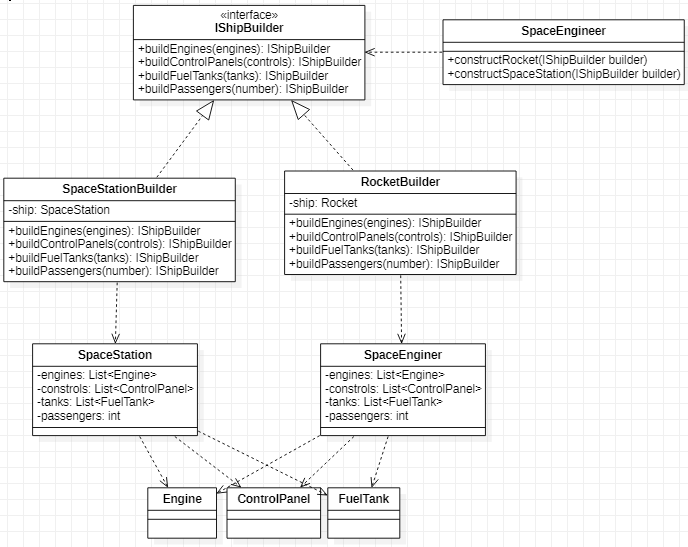 «interface»
IShipBuilder
+buildEngines(engines): IShipBuilder
+buildControlPanels(controls): IShipBuilder
+buildFuelTanks(tanks): IShipBuilder
+buildPassengers(number): IShipBuilder
SpaceEngineer
+constructRocket(IShipBuilder builder)
+constructSpaceStation(IShipBuilder builder)
SpaceStationBuilder
-ship: SpaceStation
+buildEngines(engines): IShipBuilder
+buildControlPanels(controls): IShipBuilder
+buildFuelTanks(tanks): IShipBuilder
+buildPassengers(number): IShipBuilder
RocketBuilder
-ship: Rocket
+buildEngines(engines): IShipBuilder
+buildControlPanels(controls): IShipBuilder
+buildFuelTanks(tanks): IShipBuilder
+buildPassengers(number): IShipBuilder
SpaceStation
-engines: List<Engine>
-constrols: List<ControlPanel>
-tanks: List<FuelTank>
-passengers: int
SpaceEnginer
-engines: List<Engine>
-constrols: List<ControlPanel>
-tanks: List<FuelTank>
-passengers: int
Engine
ControlPanel
FuelTank